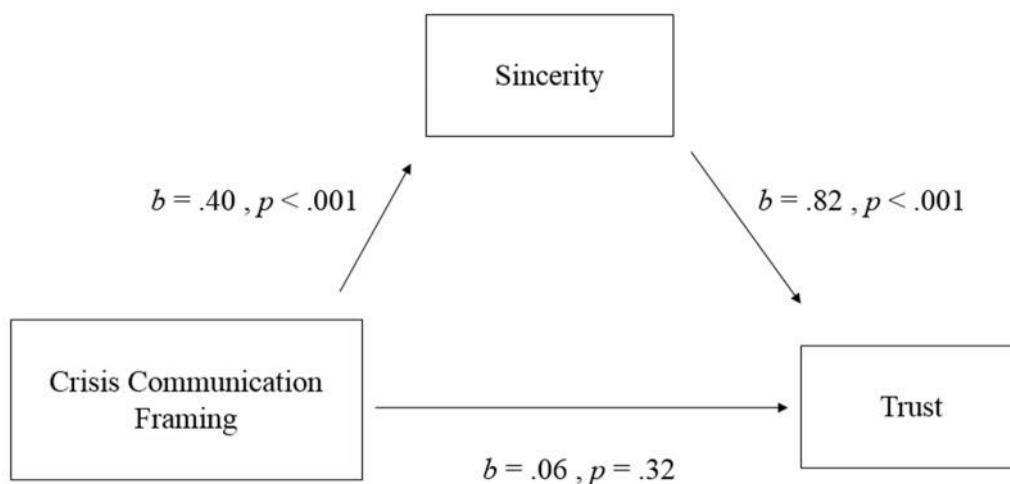 Sincerity
b = .40 , p < .001
b = .82 , p < .001
Crisis Communication
Framing
Trust
b = .06 , p = .32